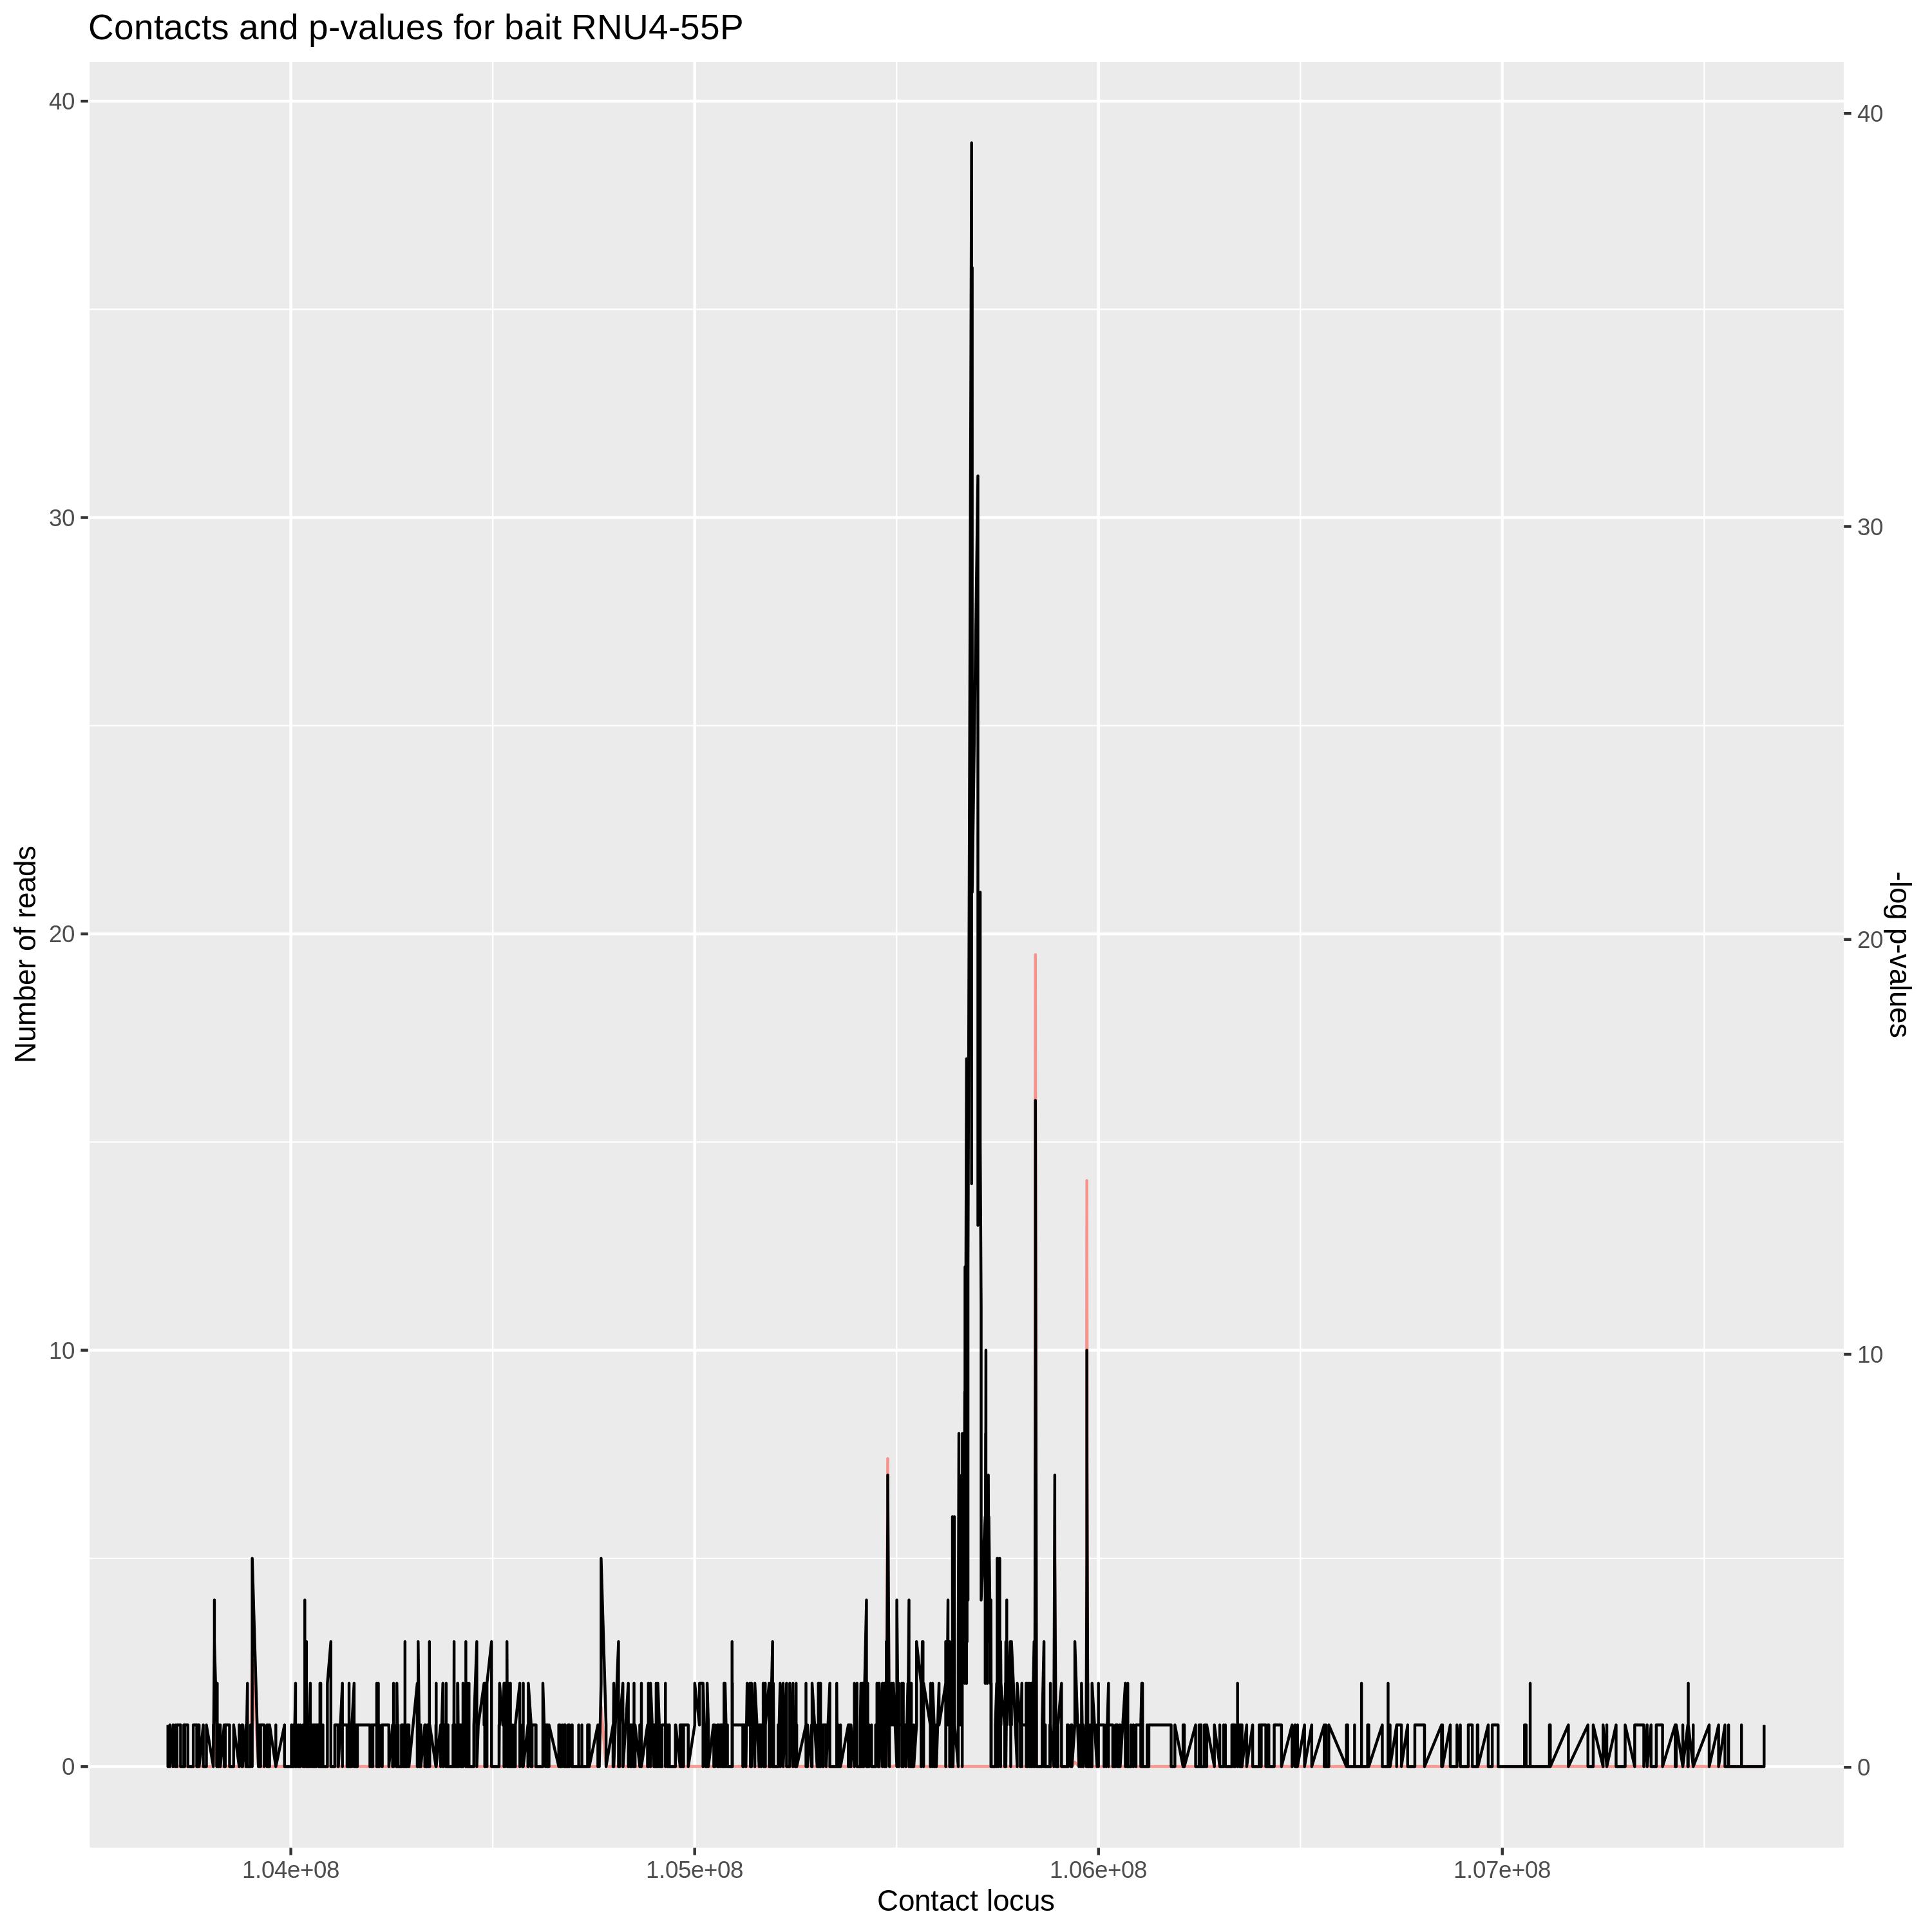 Contacts and p-values for bait RNU4-55P
40
30
20
10
0
Number of reads
40
30
20
10
0
-log p-values
1.04e+08
1.05e+08
1.06e+08
1.07e+08
Contact locus